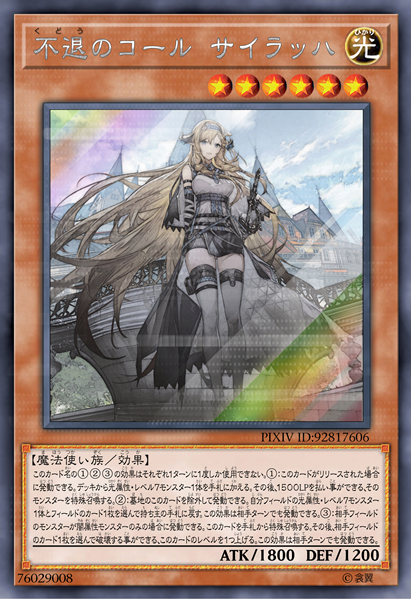 くどう
不退のコール サイラッハ
ひかり
光
PIXIV ID:92817606
【魔法使い族／効果】
このカード名の①②③の効果はそれぞれ1ターンに1度しか使用できない。①：このカードがリリースされた場合
に発動できる。デッキから光属性・レベル7モンスター1体を手札に加える。その後、1500LPを払い事ができる。その
モンスターを特殊召喚する。②：墓地のこのカードを除外して発動できる。自分フィールドの光属性・レベル7モンスター
1体とフィールドのカード1枚を選んで持ち主の手札に戻す。この効果は相手ターンでも発動できる。③：相手フィールド
のモンスターが闇属性モンスターのみの場合に発動できる。このカードを手札から特殊召喚する。その後、相手フィールド
のカード1枚を選んで破壊する事ができる。このカードのレベルを1つ上げる。この効果は相手ターンでも発動できる。
ATK/1800 DEF/1200
76029008